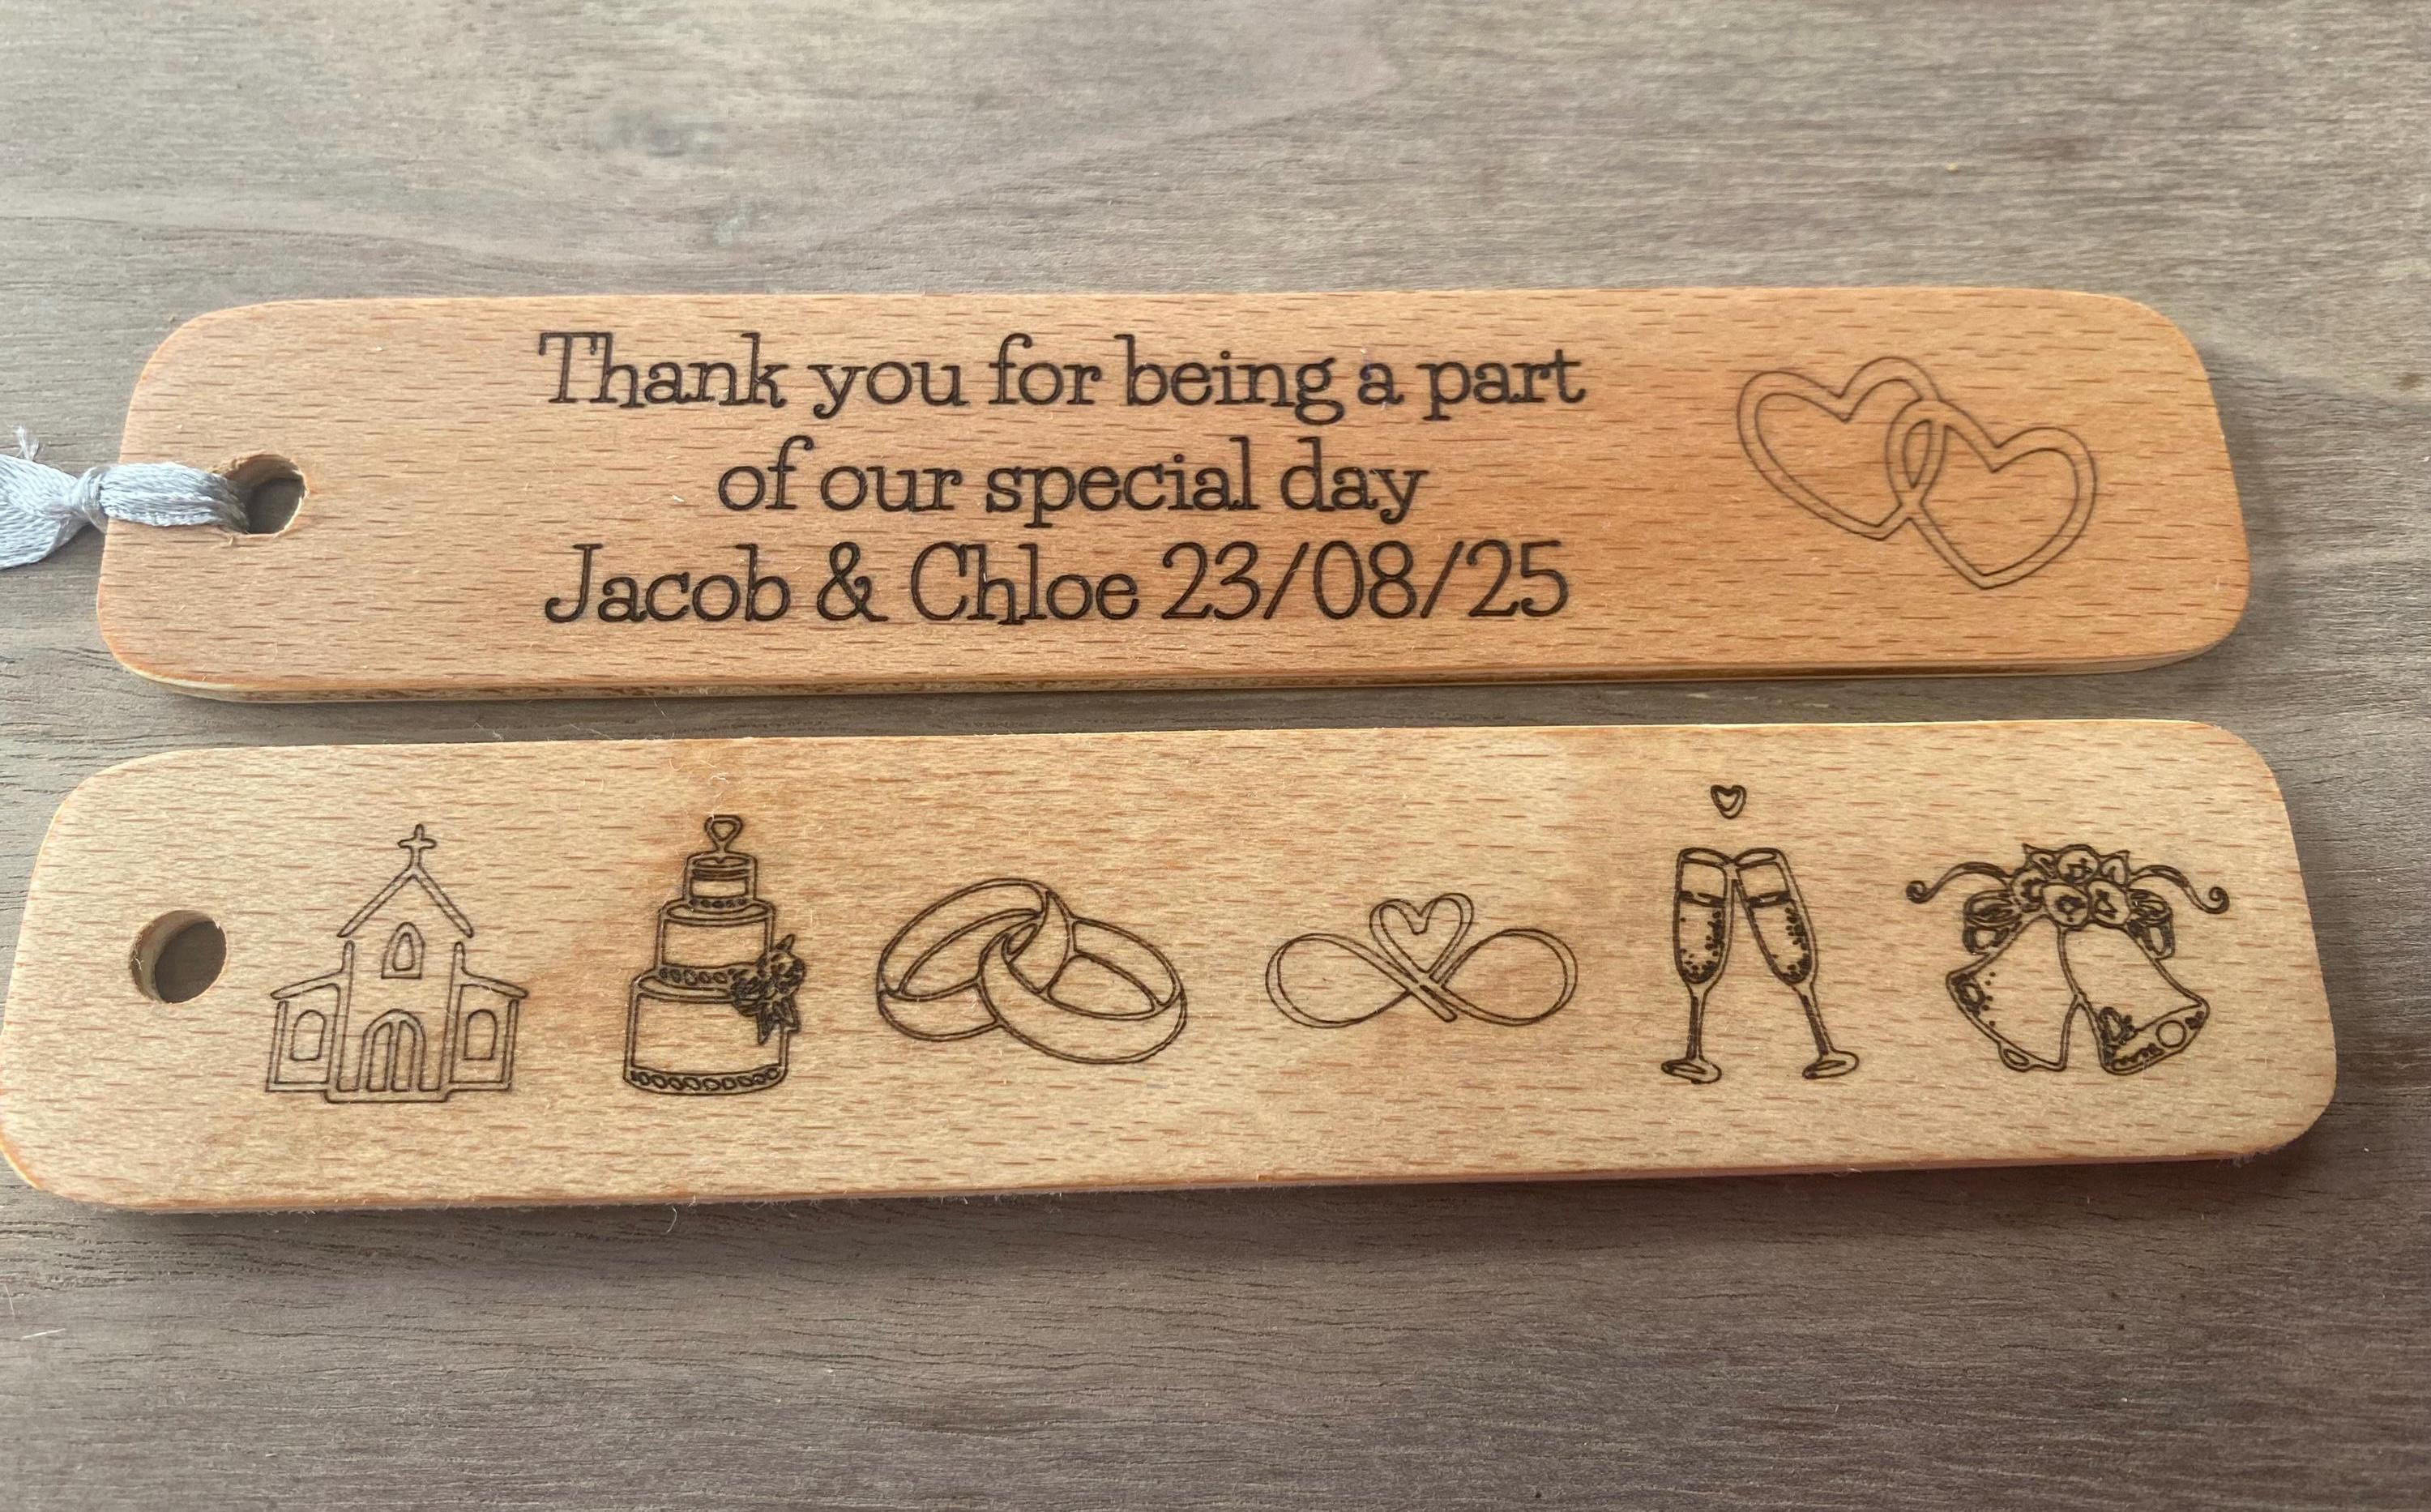 Thank you for being a part
of our special day
Jacob & Chloe 23/08/25